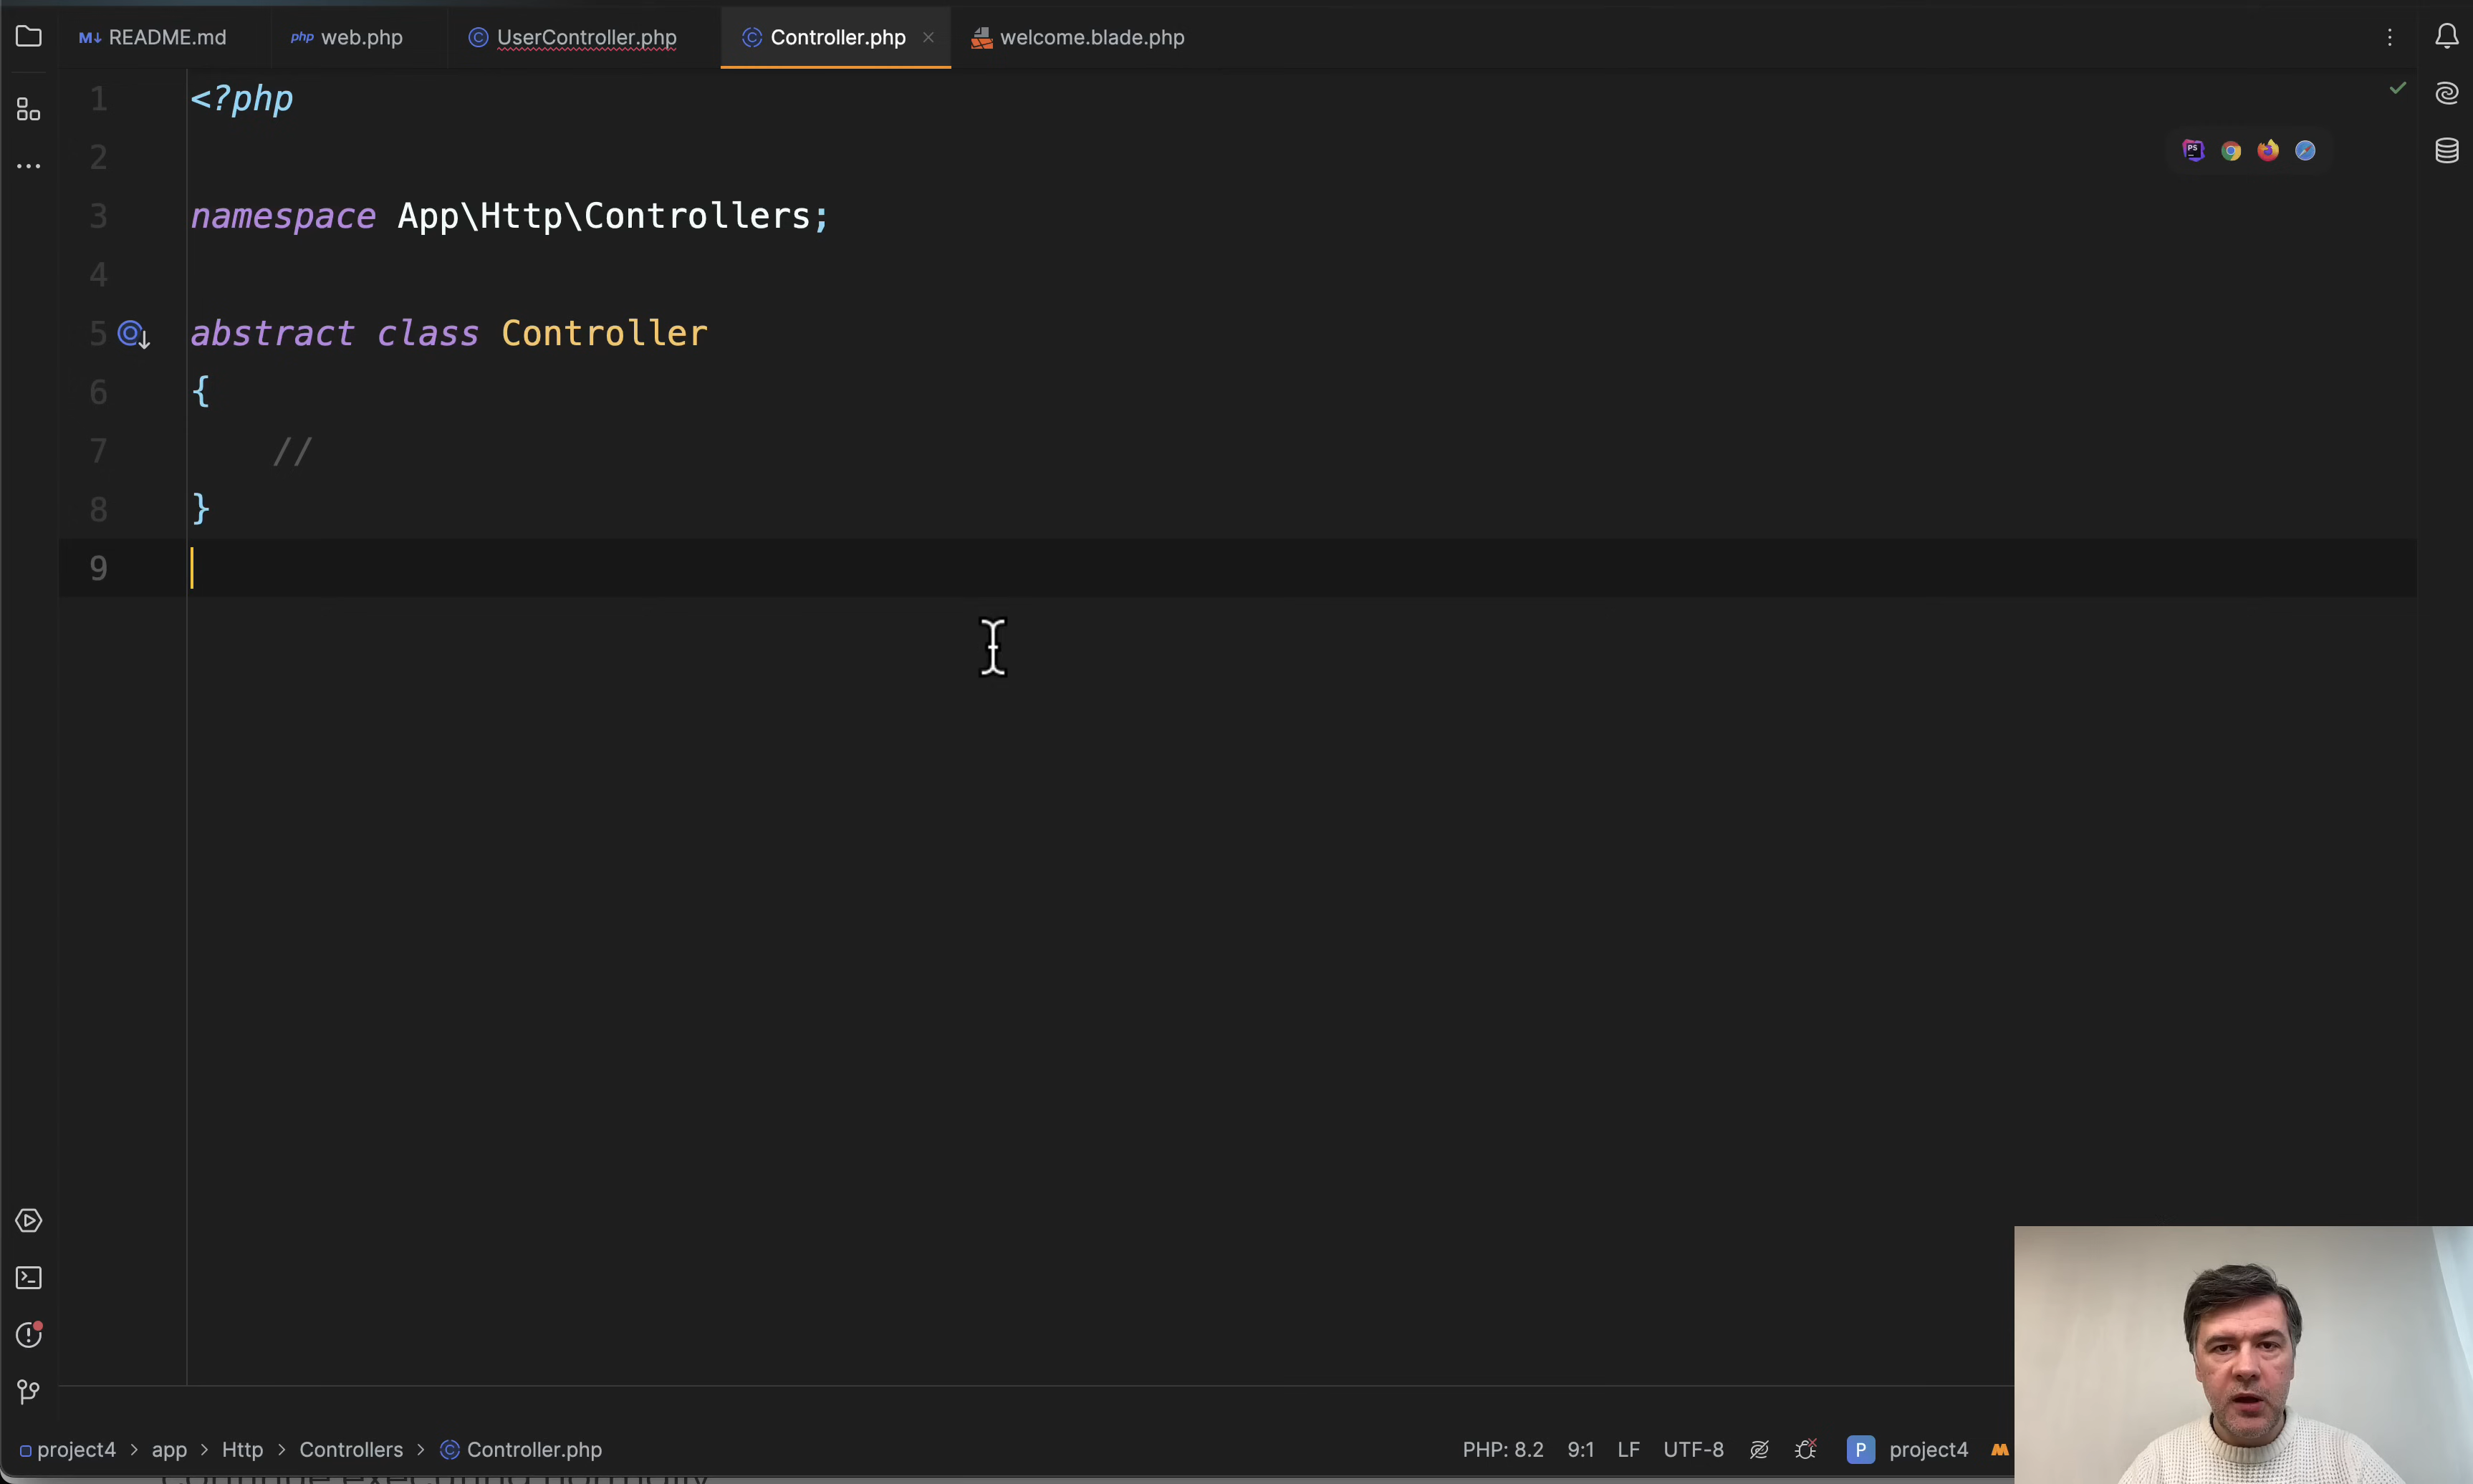 README.md
php web.php
UserController.php
Controller.php
welcome.blade.php
1 <?php
2
3 namespace App\Http\Controllers;
4
5 abstract class Controller
6 {
7 //
8 }
9
project4 > app > Http > Controllers > Controller.php
PHP: 8.2 9:1 LF UTF-8 P project4